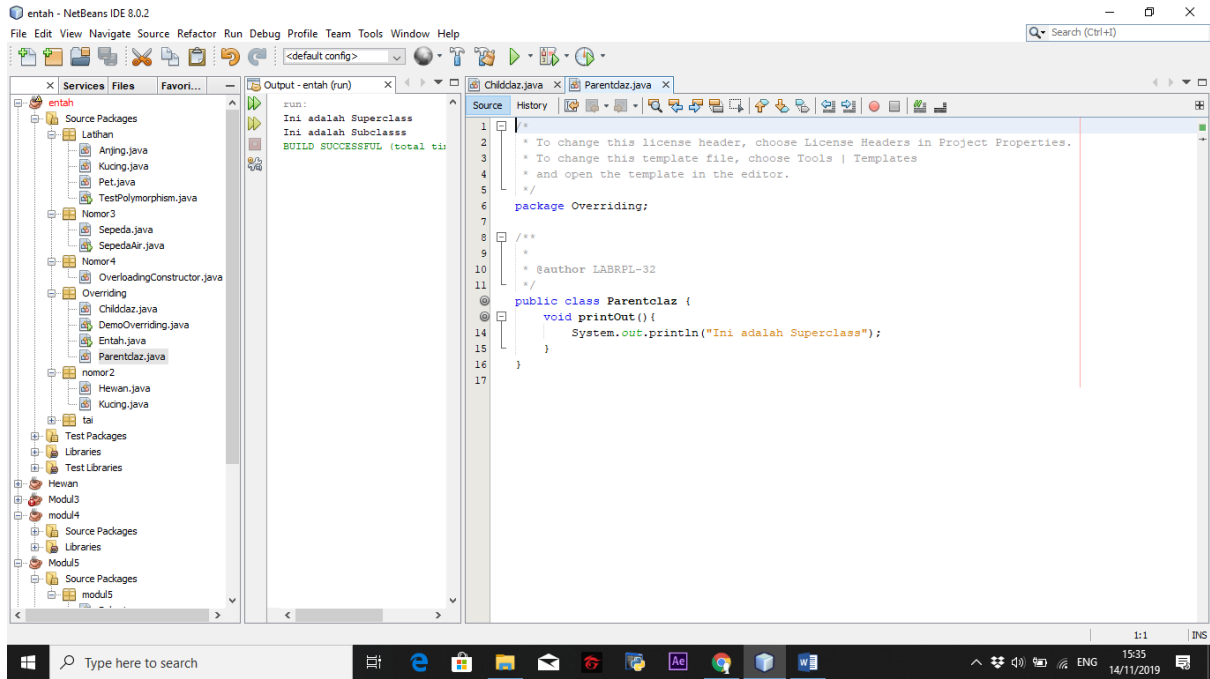 entah - NetBeans IDE 8.0.2
File Edit View Navigate Source Refactor Run Debug Profile Team Tools Window Help
Search (Ctrl+I)
<default config>
Services Files Favori...
entah
Source Packages
Latihan
Anjing.java
Kucing.java
Pet.java
TestPolymorphism.java
Nomor3
Sepeda.java
SepedaAir.java
Nomor4
OverloadingConstructor.java
Overriding
Childclaz.java
DemoOverriding.java
Entah.java
Parentclaz.java
nomor2
Hewan.java
Kucing.java
tai
Test Packages
Libraries
Test Libraries
Hewan
Modul3
modul4
Source Packages
Libraries
Modul5
Source Packages
modul5
Output - entah (run)
run:
Ini adalah Superclass
Ini adalah Subclasss
BUILD SUCCESSFUL (total tim
Childclaz.java Parentclaz.java
Source History
1 /*
2 * To change this license header, choose License Headers in Project Properties.
3 * To change this template file, choose Tools | Templates
4 * and open the template in the editor.
5 */
6 package Overriding;
7
8 /**
9 *
10 * @author LABRPL-32
11 */
public class Parentclaz {
void printOut(){
14 System.out.println("Ini adalah Superclass");
15 }
16 }
17
1:1 INS
Type here to search
Ae
ENG
15:35
14/11/2019